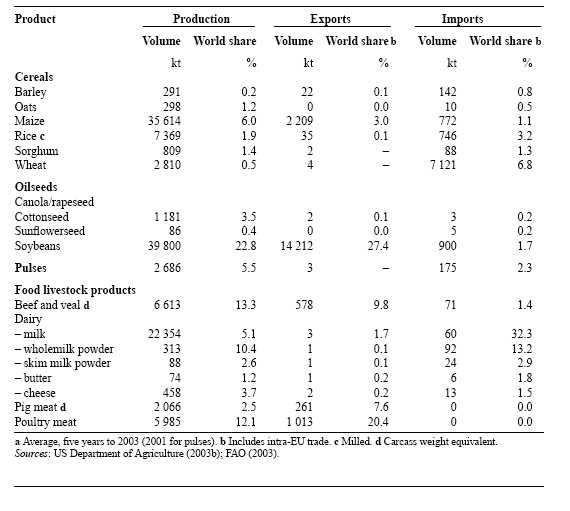 Product Production Exports Imports
Volume World share Volume World share b Volume World share b
kt % kt % kt %
Cereals
Barley 291 0.2 22 0.1 142 0.8
Oats 298 1.2 0 0.0 10 0.5
Maize 35 614 6.0 2 209 3.0 772 1.1
Rice c 7 369 1.9 35 0.1 746 3.2
Sorghum 809 1.4 2 – 88 1.3
Wheat 2 810 0.5 4 – 7 121 6.8
Oilseeds
Canola/rapeseed
Cottonseed 1 181 3.5 2 0.1 3 0.2
Sunflowerseed 86 0.4 0 0.0 5 0.2
Soybeans 39 800 22.8 14 212 27.4 900 1.7
Pulses 2 686 5.5 3 – 175 2.3
Food livestock products
Beef and veal d 6 613 13.3 578 9.8 71 1.4
Dairy
– milk 22 354 5.1 3 1.7 60 32.3
– wholemilk powder 313 10.4 1 0.1 92 13.2
– skim milk powder 88 2.6 1 0.1 24 2.9
– butter 74 1.2 1 0.2 6 1.8
– cheese 458 3.7 2 0.2 13 1.5
Pig meat d 2 066 2.5 261 7.6 0 0.0
Poultry meat 5 985 12.1 1 013 20.4 0 0.0
a Average, five years to 2003 (2001 for pulses). b Includes intra-EU trade. c Milled. d Carcass weight equivalent.
Sources: US Department of Agriculture (2003b); FAO (2003).